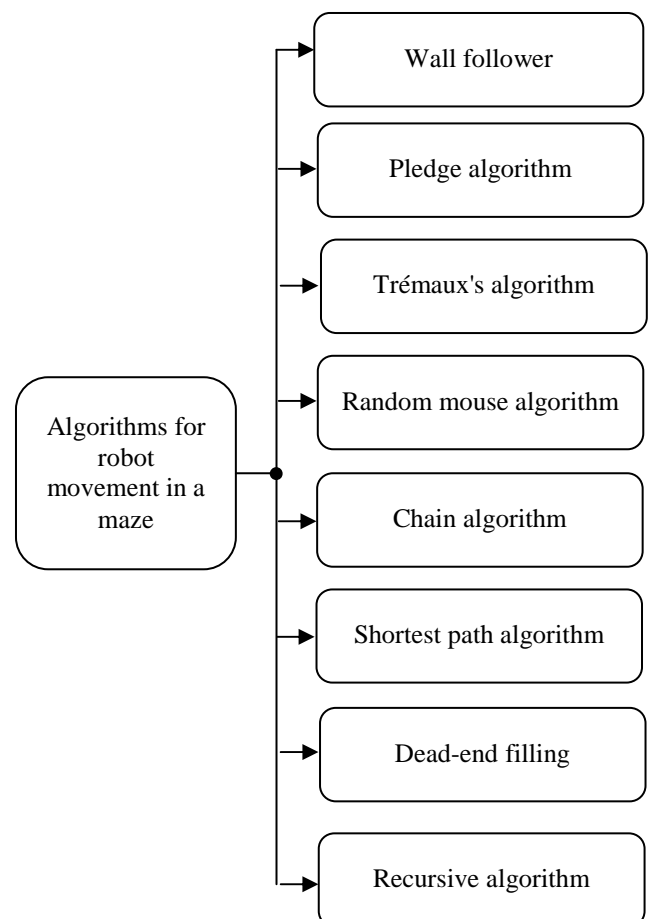 Wall follower
Pledge algorithm
Trémaux's algorithm
Random mouse algorithm
Algorithms for
robot
movement in a
maze
Chain algorithm
Shortest path algorithm
Dead-end filling
Recursive algorithm